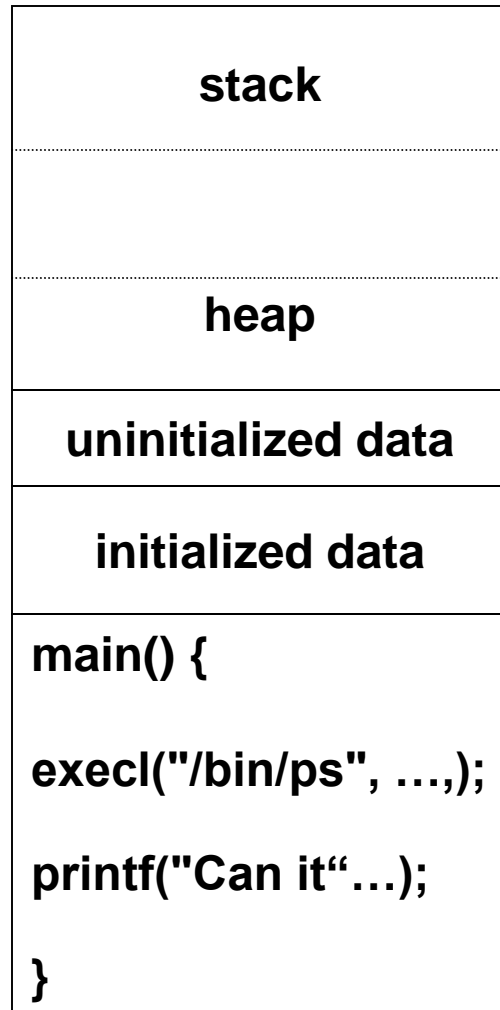 stack
heap
uninitialized data
initialized data
main() {
execl("/bin/ps", …,);
printf("Can it“…);
}